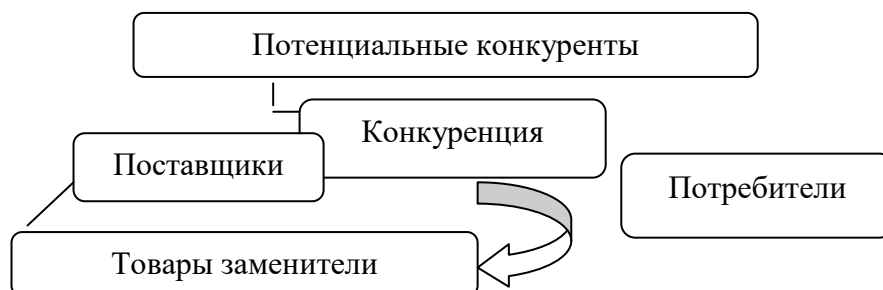 Потенциальные конкуренты
Конкуренция
Поставщики
Потребители
Товары заменители